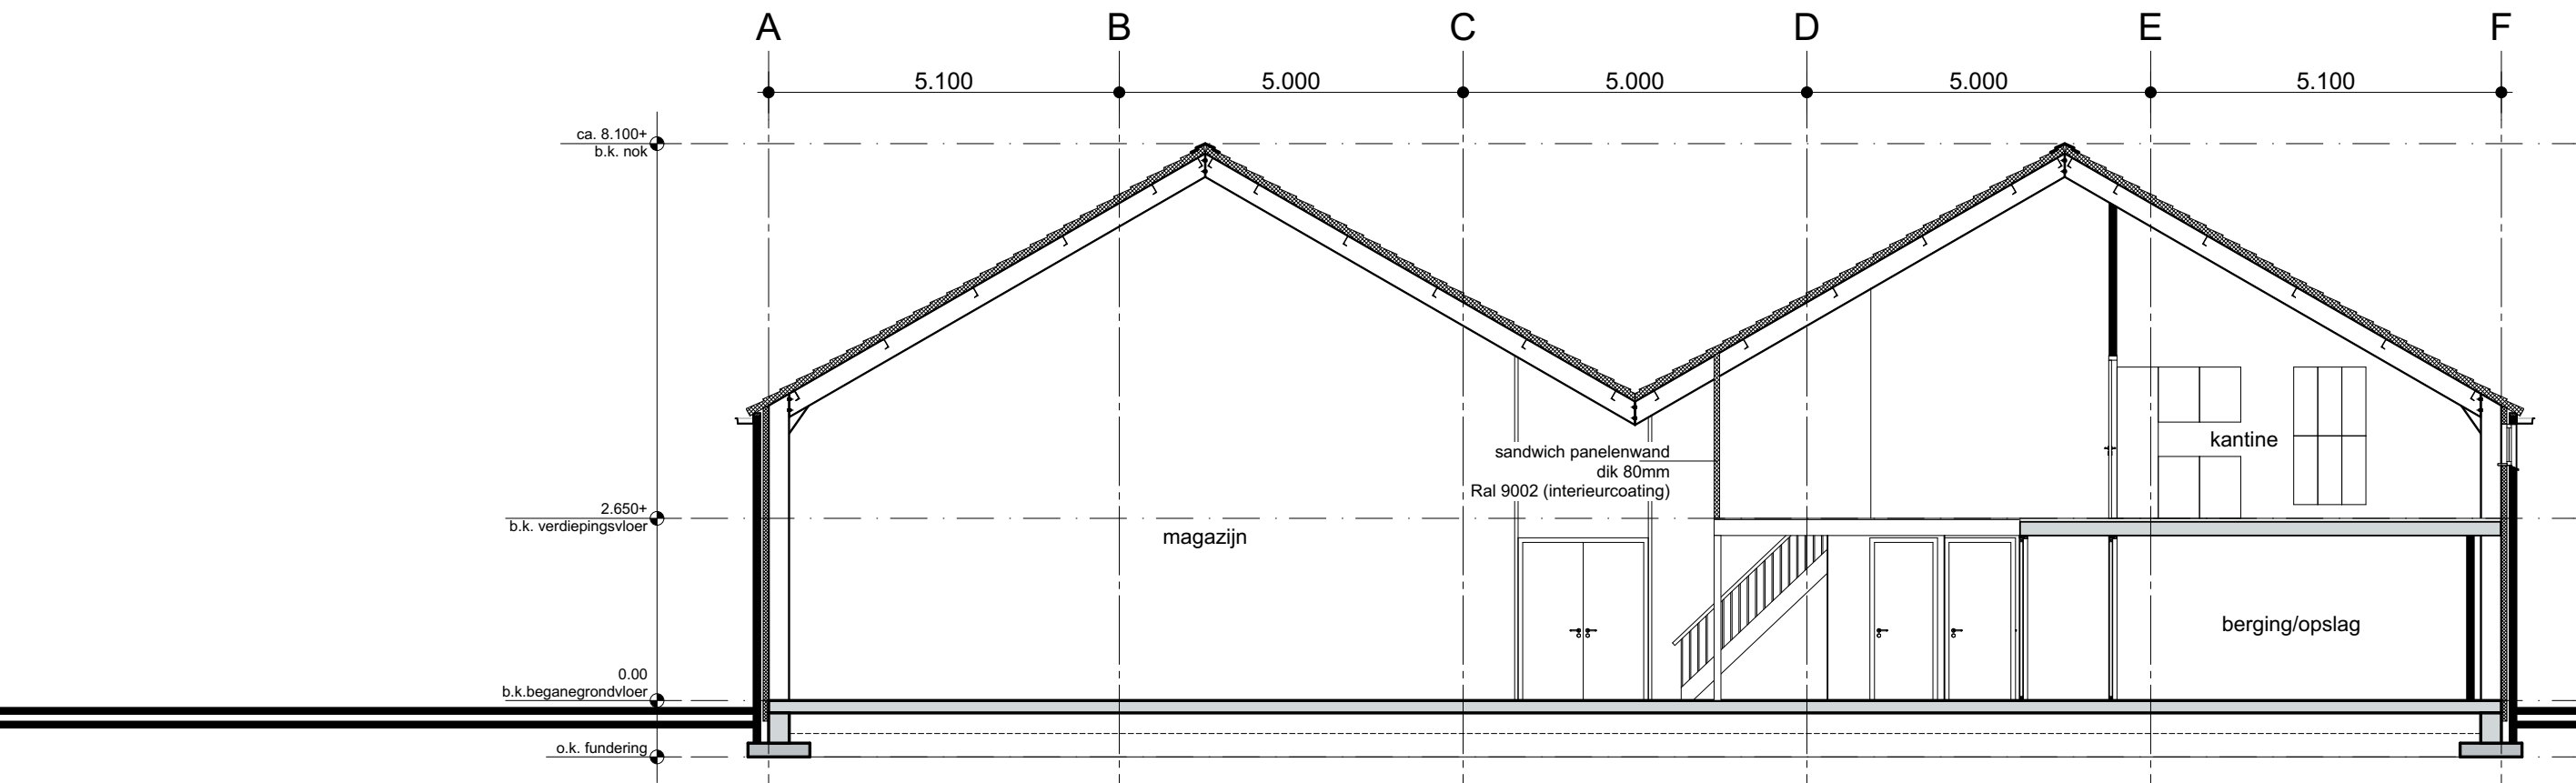 A
B
C
D
E
F
5.100
5.000
5.000
5.000
5.100
ca. 8.100+
b.k. nok
sandwich panelenwand
dik 80mm
Ral 9002 (interieurcoating)
kantine
2.650+
b.k. verdiepingsvloer
magazijn
berging/opslag
0.00
b.k.beganegrondvloer
o.k. fundering